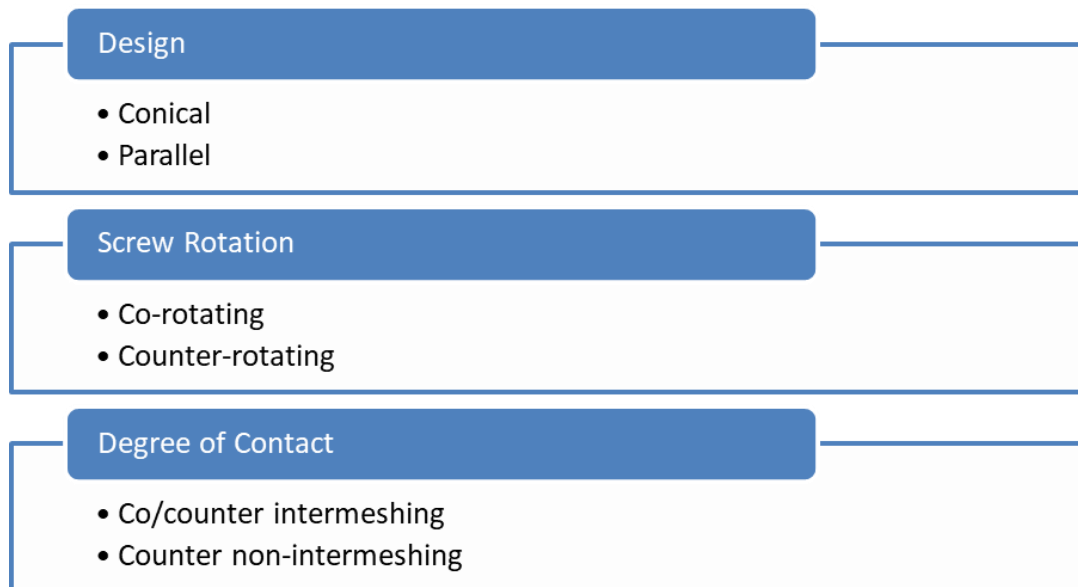 Design
• Conical
• Parallel
Screw Rotation
• Co-rotating
• Counter-rotating
Degree of Contact
• Co/counter intermeshing
• Counter non-intermeshing